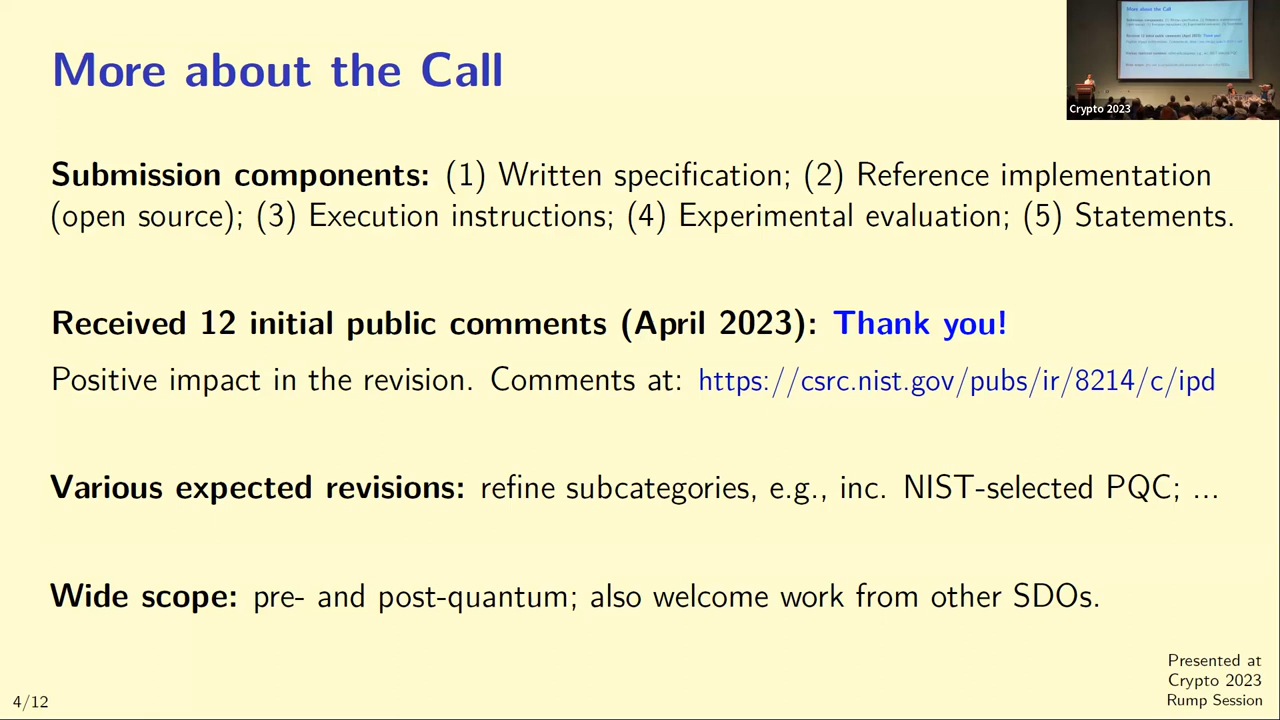 More about the Call
Crypto 2023
Submission components: (1) Written specification; (2) Reference implementation
(open source); (3) Execution instructions; (4) Experimental evaluation; (5) Statements.
Received 12 initial public comments (April 2023): Thank you!
Positive impact in the revision. Comments at: https://csrc.nist.gov/pubs/ir/8214/c/ipd
Various expected revisions: refine subcategories, e.g., inc. NIST-selected PQC; ...
Wide scope: pre- and post-quantum; also welcome work from other SDOs.
Presented at
Crypto 2023
Rump Session
4/12